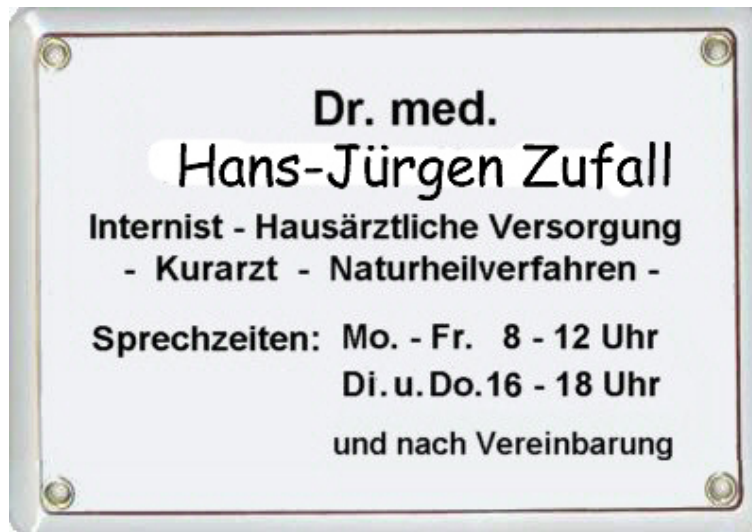 Dr. med.
Hans-Jürgen Zufall
Internist - Hausärztliche Versorgung
- Kurarzt - Naturheilverfahren -
Sprechzeiten: Mo. - Fr. 8 - 12 Uhr
Di. u. Do. 16 - 18 Uhr
und nach Vereinbarung